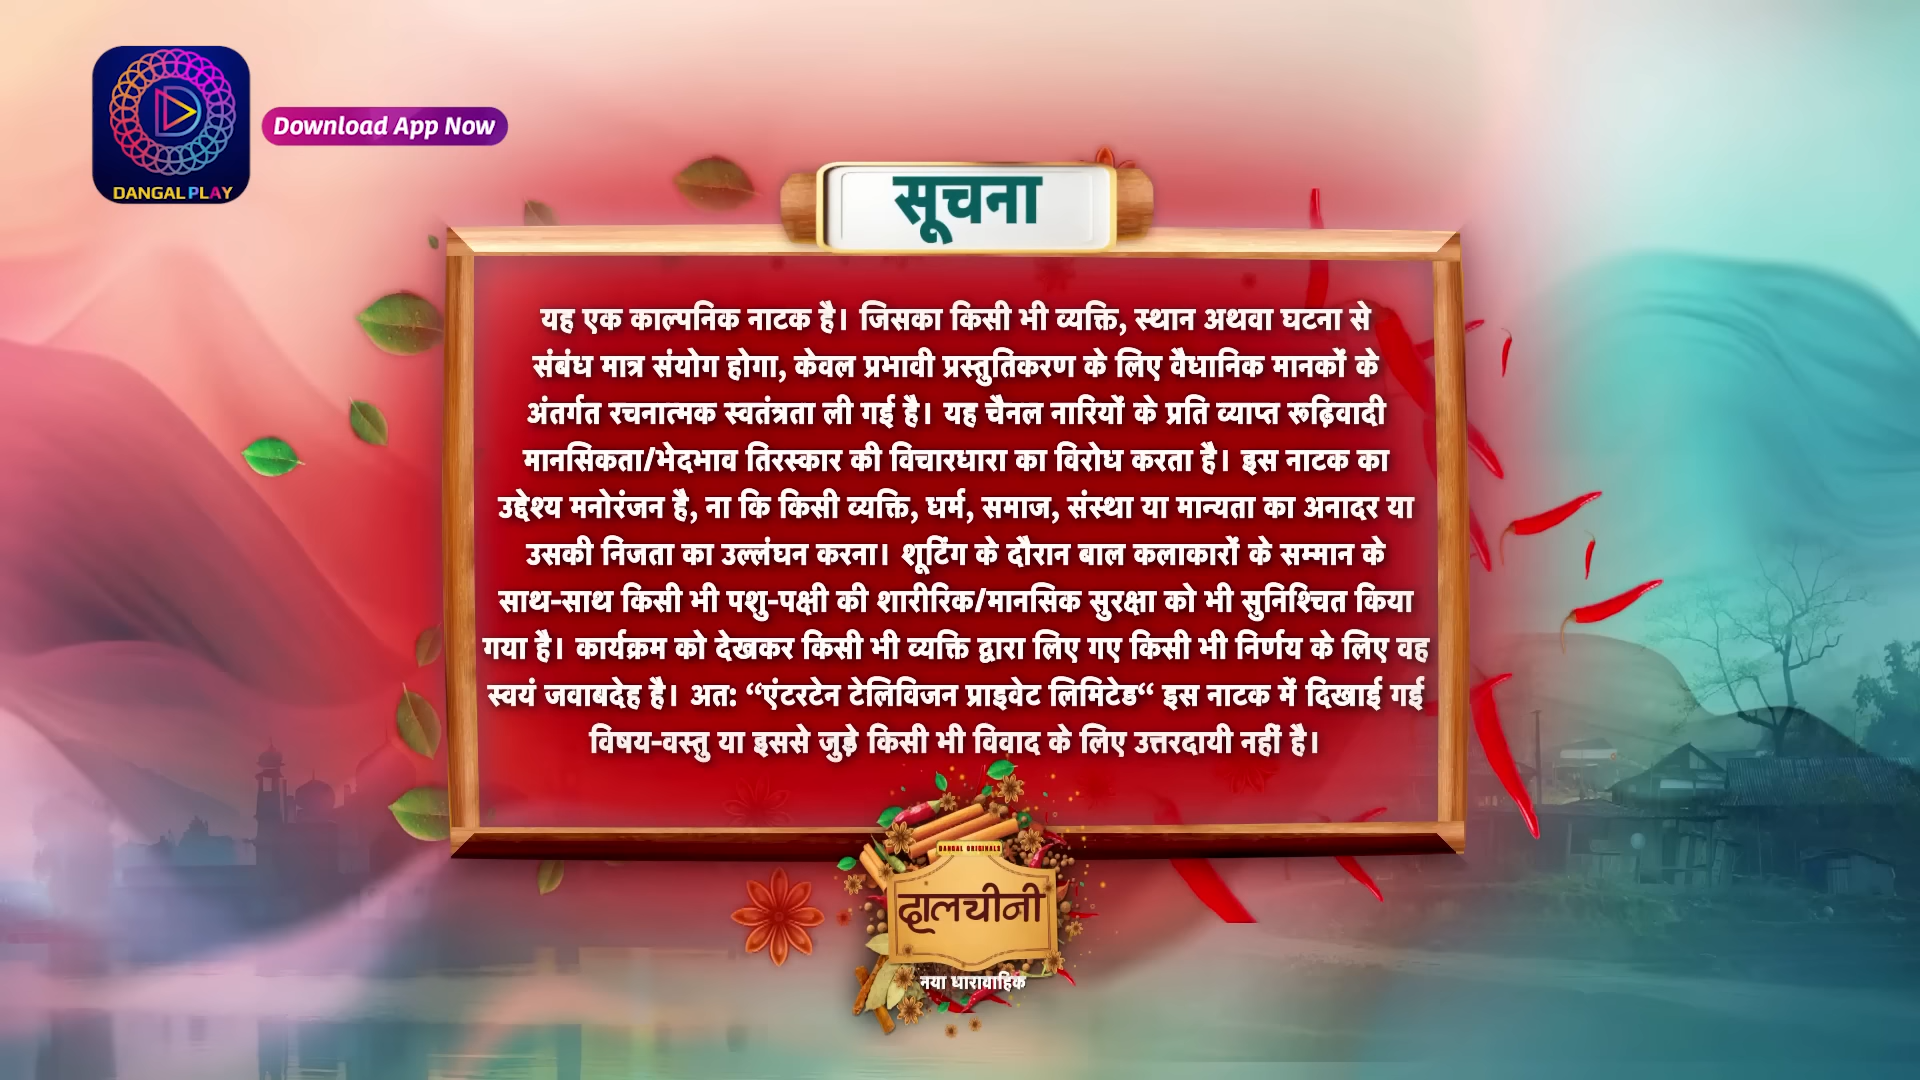 DANGAL PLAY
Download App Now
सूचना
यह एक काल्पनिक नाटक है। जिसका किसी भी व्यक्ति, स्थान अथवा घटना से
संबंध मात्र संयोग होगा, केवल प्रभावी प्रस्तुतिकरण के लिए वैधानिक मानकों के
अंतर्गत रचनात्मक स्वतंत्रता ली गई है। यह चैनल नारियों के प्रति व्याप्त रूढ़िवादी
मानसिकता/भेदभाव तिरस्कार की विचारधारा का विरोध करता है। इस नाटक का
उद्देश्य मनोरंजन है, ना कि किसी व्यक्ति, धर्म, समाज, संस्था या मान्यता का अनादर या
उसकी निजता का उल्लंघन करना। शूटिंग के दौरान बाल कलाकारों के सम्मान के
साथ-साथ किसी भी पशु-पक्षी की शारीरिक/मानसिक सुरक्षा को भी सुनिश्चित किया
गया है। कार्यक्रम को देखकर किसी भी व्यक्ति द्वारा लिए गए किसी भी निर्णय के लिए वह
स्वयं जवाबदेह है। अत: “एंटरटेन टेलिविजन प्राइवेट लिमिटेड“ इस नाटक में दिखाई गई
विषय-वस्तु या इससे जुड़े किसी भी विवाद के लिए उत्तरदायी नहीं है।
DANGAL ORIGINALS
दालचीनी
नया धारावाहिक